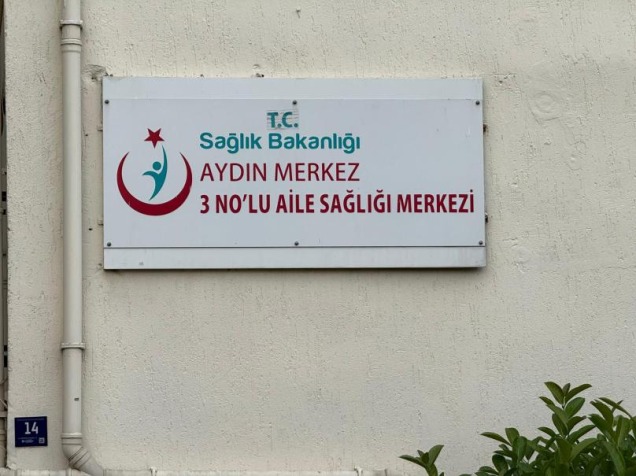 T.C.
Sağlık Bakanlığı
AYDIN MERKEZ
3 NO'LU AİLE SAĞLIĞI MERKEZİ
14